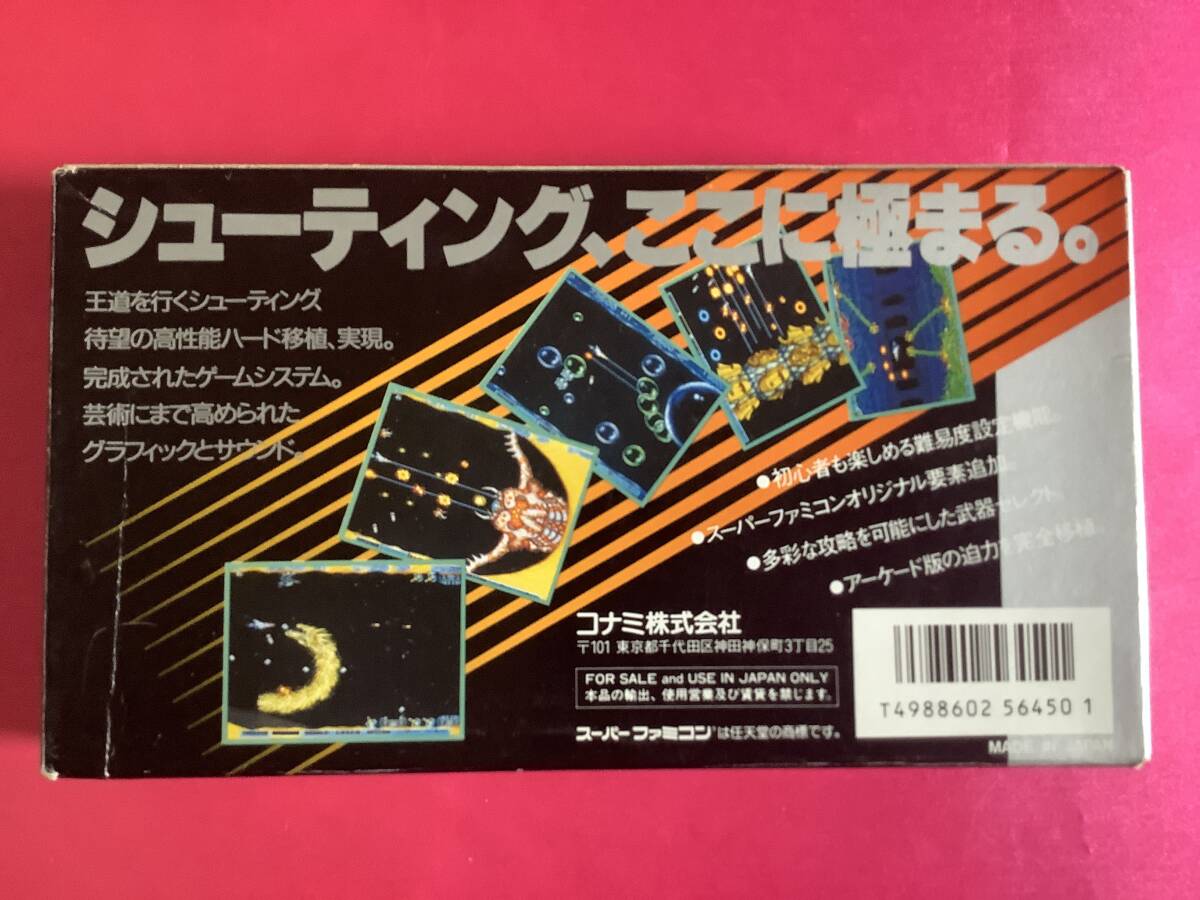 シューティング、ここに極まる。
王道を行くシューティング
待望の高性能ハード移植、実現。
完成されたゲームシステム。
芸術にまで高められた
グラフィックとサウンド。
●初心者も楽しめる難易度設定機能。
●スーパーファミコンオリジナル要素追加。
●多彩な攻略を可能にした武器セレクト。
●アーケード版の迫力を完全移植。
コナミ株式会社
〒101 東京都千代田区神田神保町3丁目25
FOR SALE and USE IN JAPAN ONLY
本品の輸出、使用営業及び賃貸を禁じます。
スーパーファミコンは任天堂の商標です。
T4988602 56450 1
MADE IN JAPAN